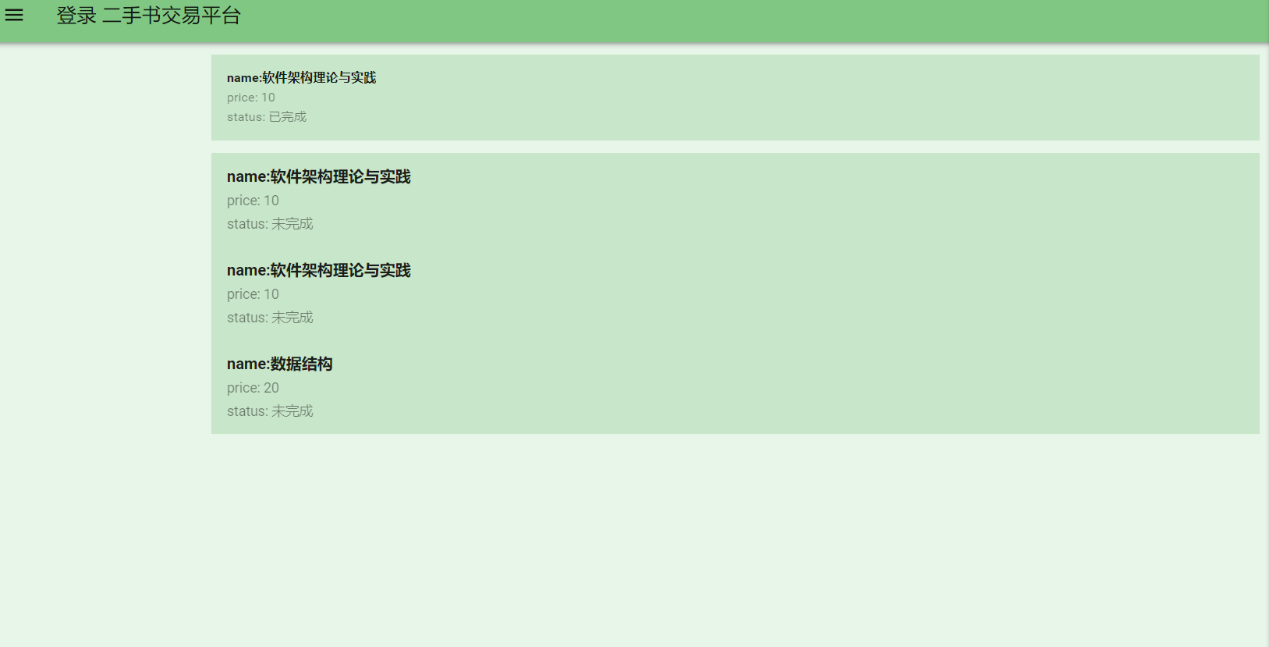 登录 二手书交易平台
name:软件架构理论与实践
price: 10
status: 已完成
name:软件架构理论与实践
price: 10
status: 未完成
name:软件架构理论与实践
price: 10
status: 未完成
name:数据结构
price: 20
status: 未完成